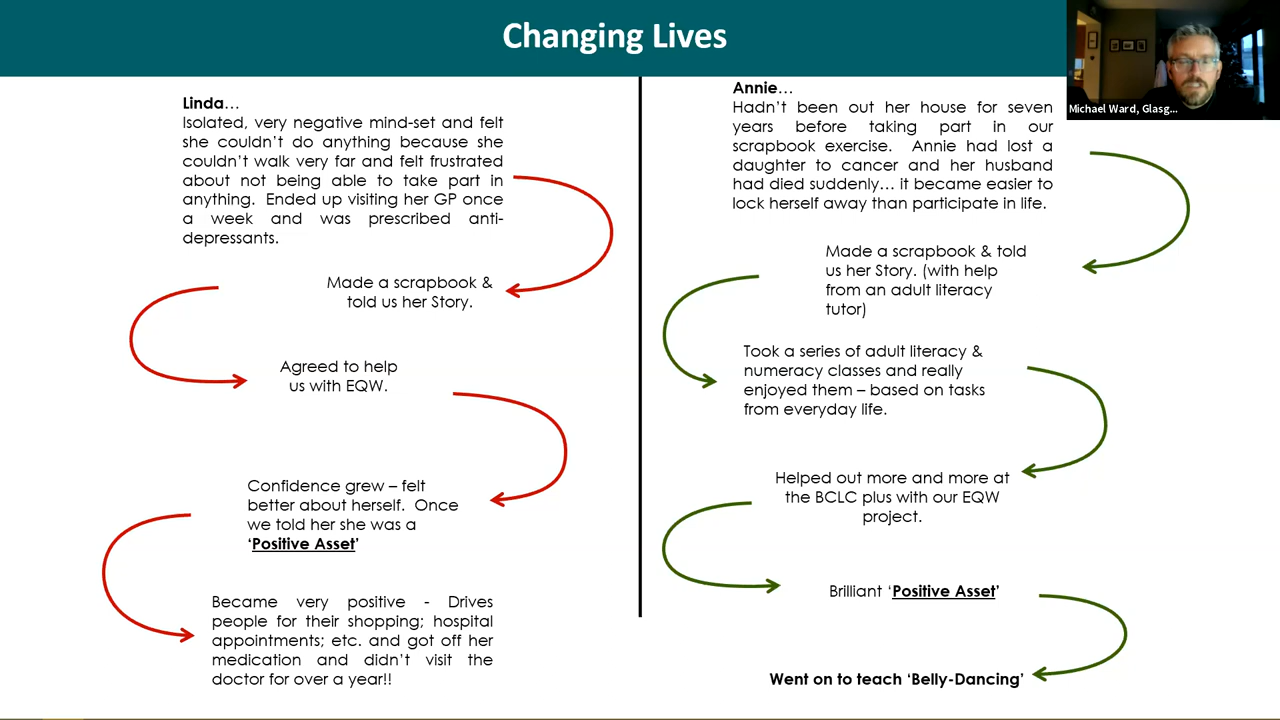 Changing Lives
Linda…
Isolated, very negative mind-set and felt
she couldn't do anything because she
couldn't walk very far and felt frustrated
about not being able to take part in
anything. Ended up visiting her GP once
a week and was prescribed anti-
depressants.
Made a scrapbook &
told us her Story.
Agreed to help
us with EQW.
Confidence grew – felt
better about herself. Once
we told her she was a
'Positive Asset'
Became very positive - Drives
people for their shopping; hospital
appointments; etc. and got off her
medication and didn't visit the
doctor for over a year!!
Annie…
Hadn't been out her house for seven
years before taking part in our
scrapbook exercise. Annie had lost a
daughter to cancer and her husband
had died suddenly… it became easier to
lock herself away than participate in life.
Made a scrapbook & told
us her Story. (with help
from an adult literacy
tutor)
Took a series of adult literacy &
numeracy classes and really
enjoyed them – based on tasks
from everyday life.
Helped out more and more at
the BCLC plus with our EQW
project.
Brilliant 'Positive Asset'
Went on to teach 'Belly-Dancing'
Michael Ward, Glasg...